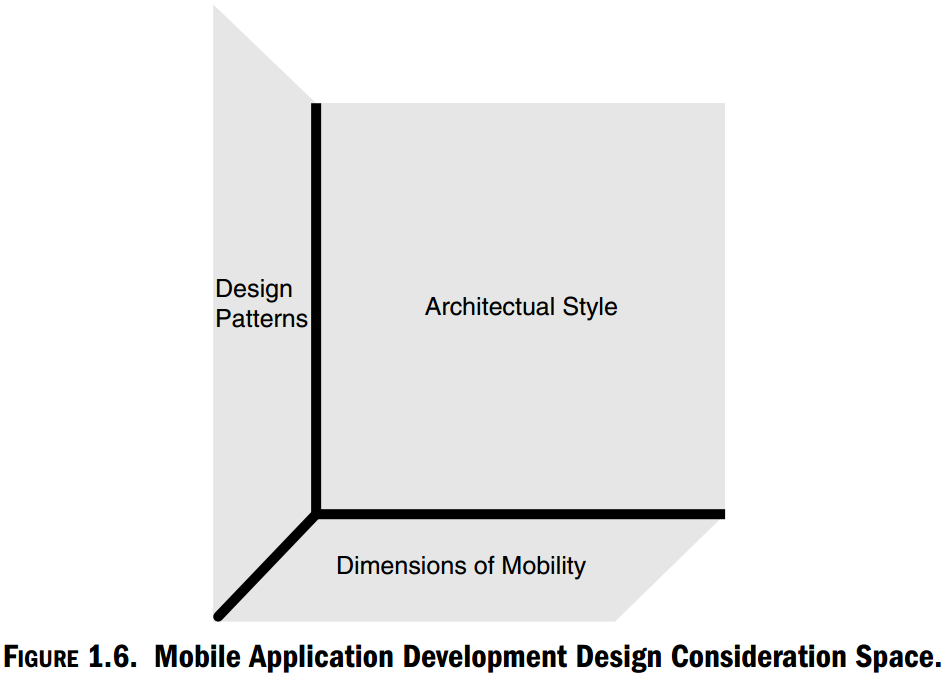 Design
Patterns
Architectual Style
Dimensions of Mobility
FIGURE 1.6. Mobile Application Development Design Consideration Space.